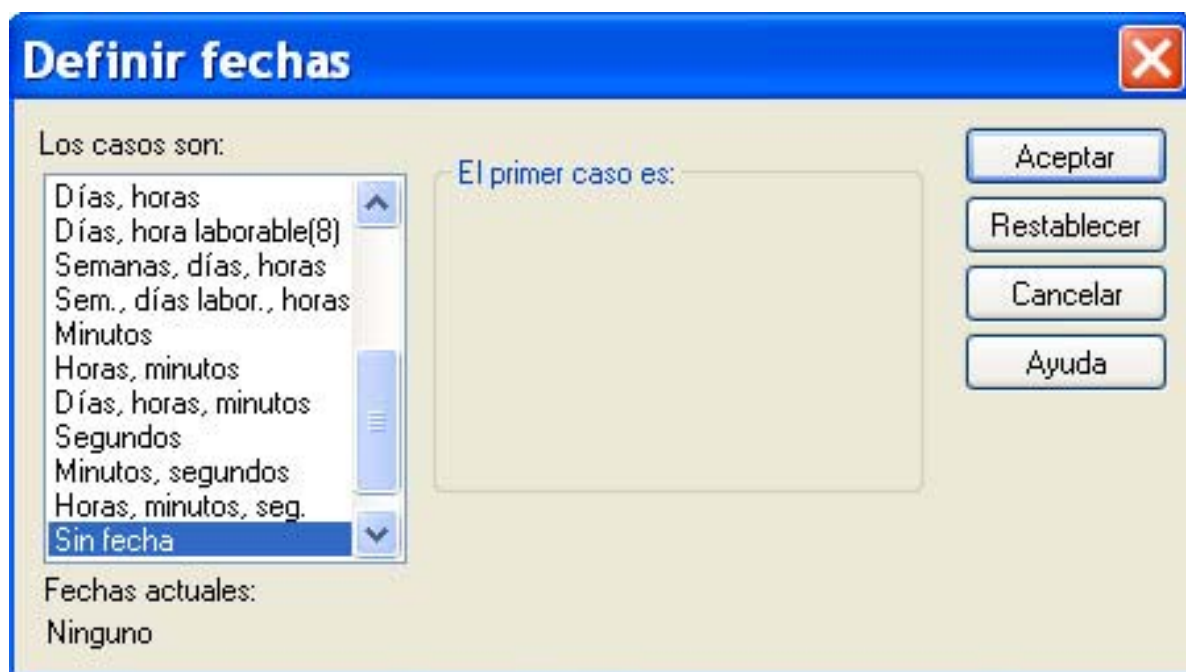 Definir fechas
Los casos son:
Días, horas
Días, hora laborable(8)
Semanas, días, horas
Sem., días labor., horas
Minutos
Horas, minutos
Días, horas, minutos
Segundos
Minutos, segundos
Horas, minutos, seg.
Sin fecha
Fechas actuales:
Ninguno
El primer caso es:
Aceptar
Restablecer
Cancelar
Ayuda